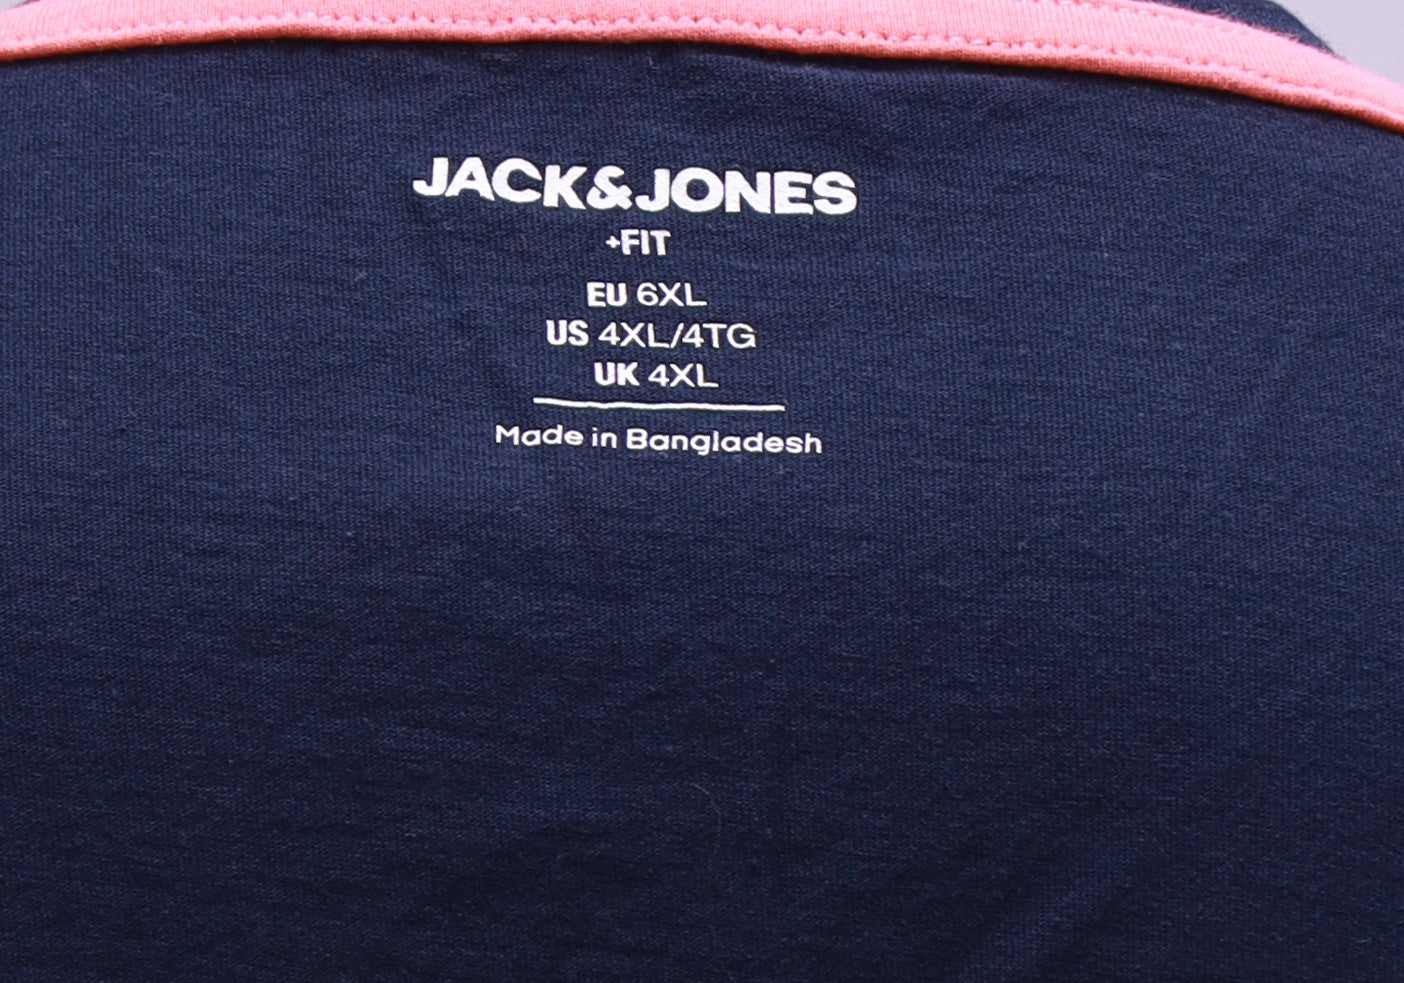 JACK&JONES
+FIT
EU 6XL
US 4XL/4TG
UK 4XL
Made in Bangladesh